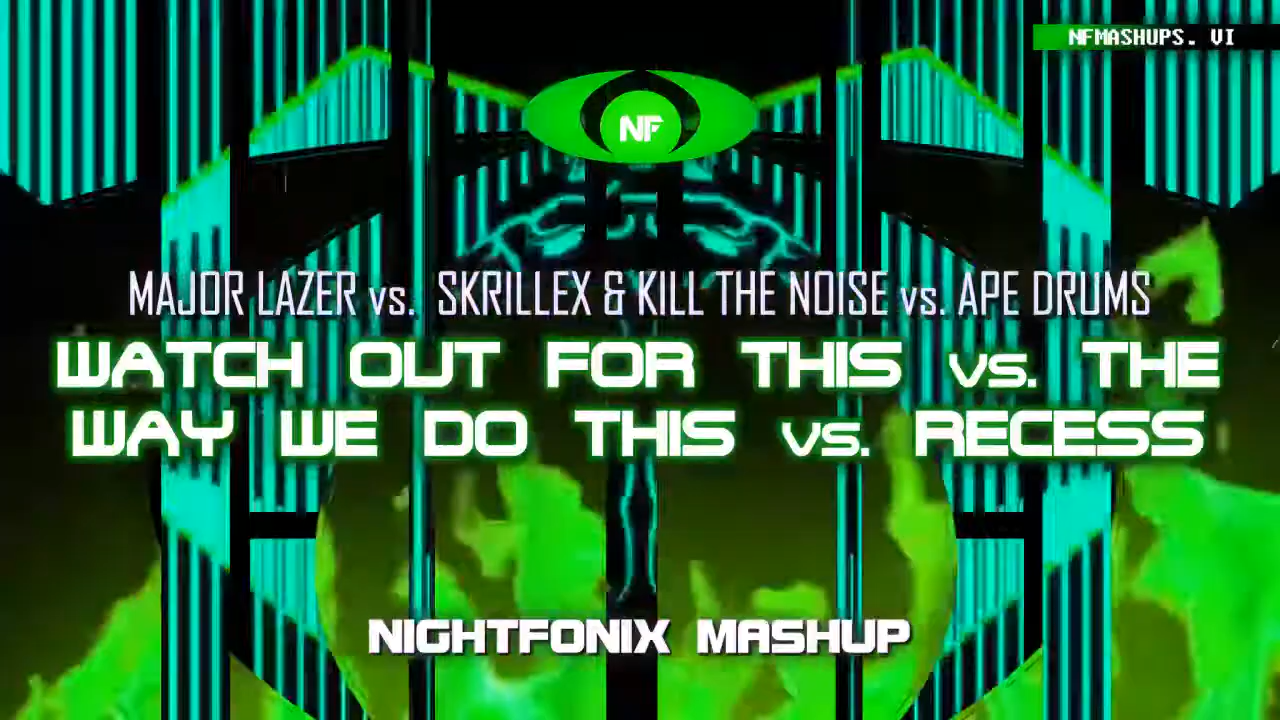 NFMASHUPS. VI
NF
MAJOR LAZER vs. SKRILLEX & KILL THE NOISE vs. APE DRUMS
WATCH OUT FOR THIS vs. THE
WAY WE DO THIS vs. RECESS
NIGHTFONIX MASHUP